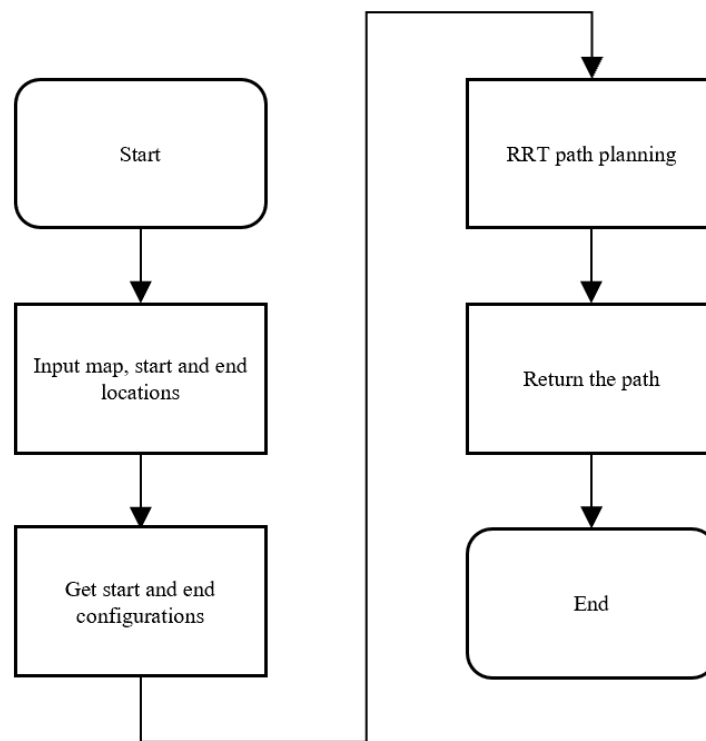 Start
Input map, start and end
locations
Get start and end
configurations
RRT path planning
Return the path
End